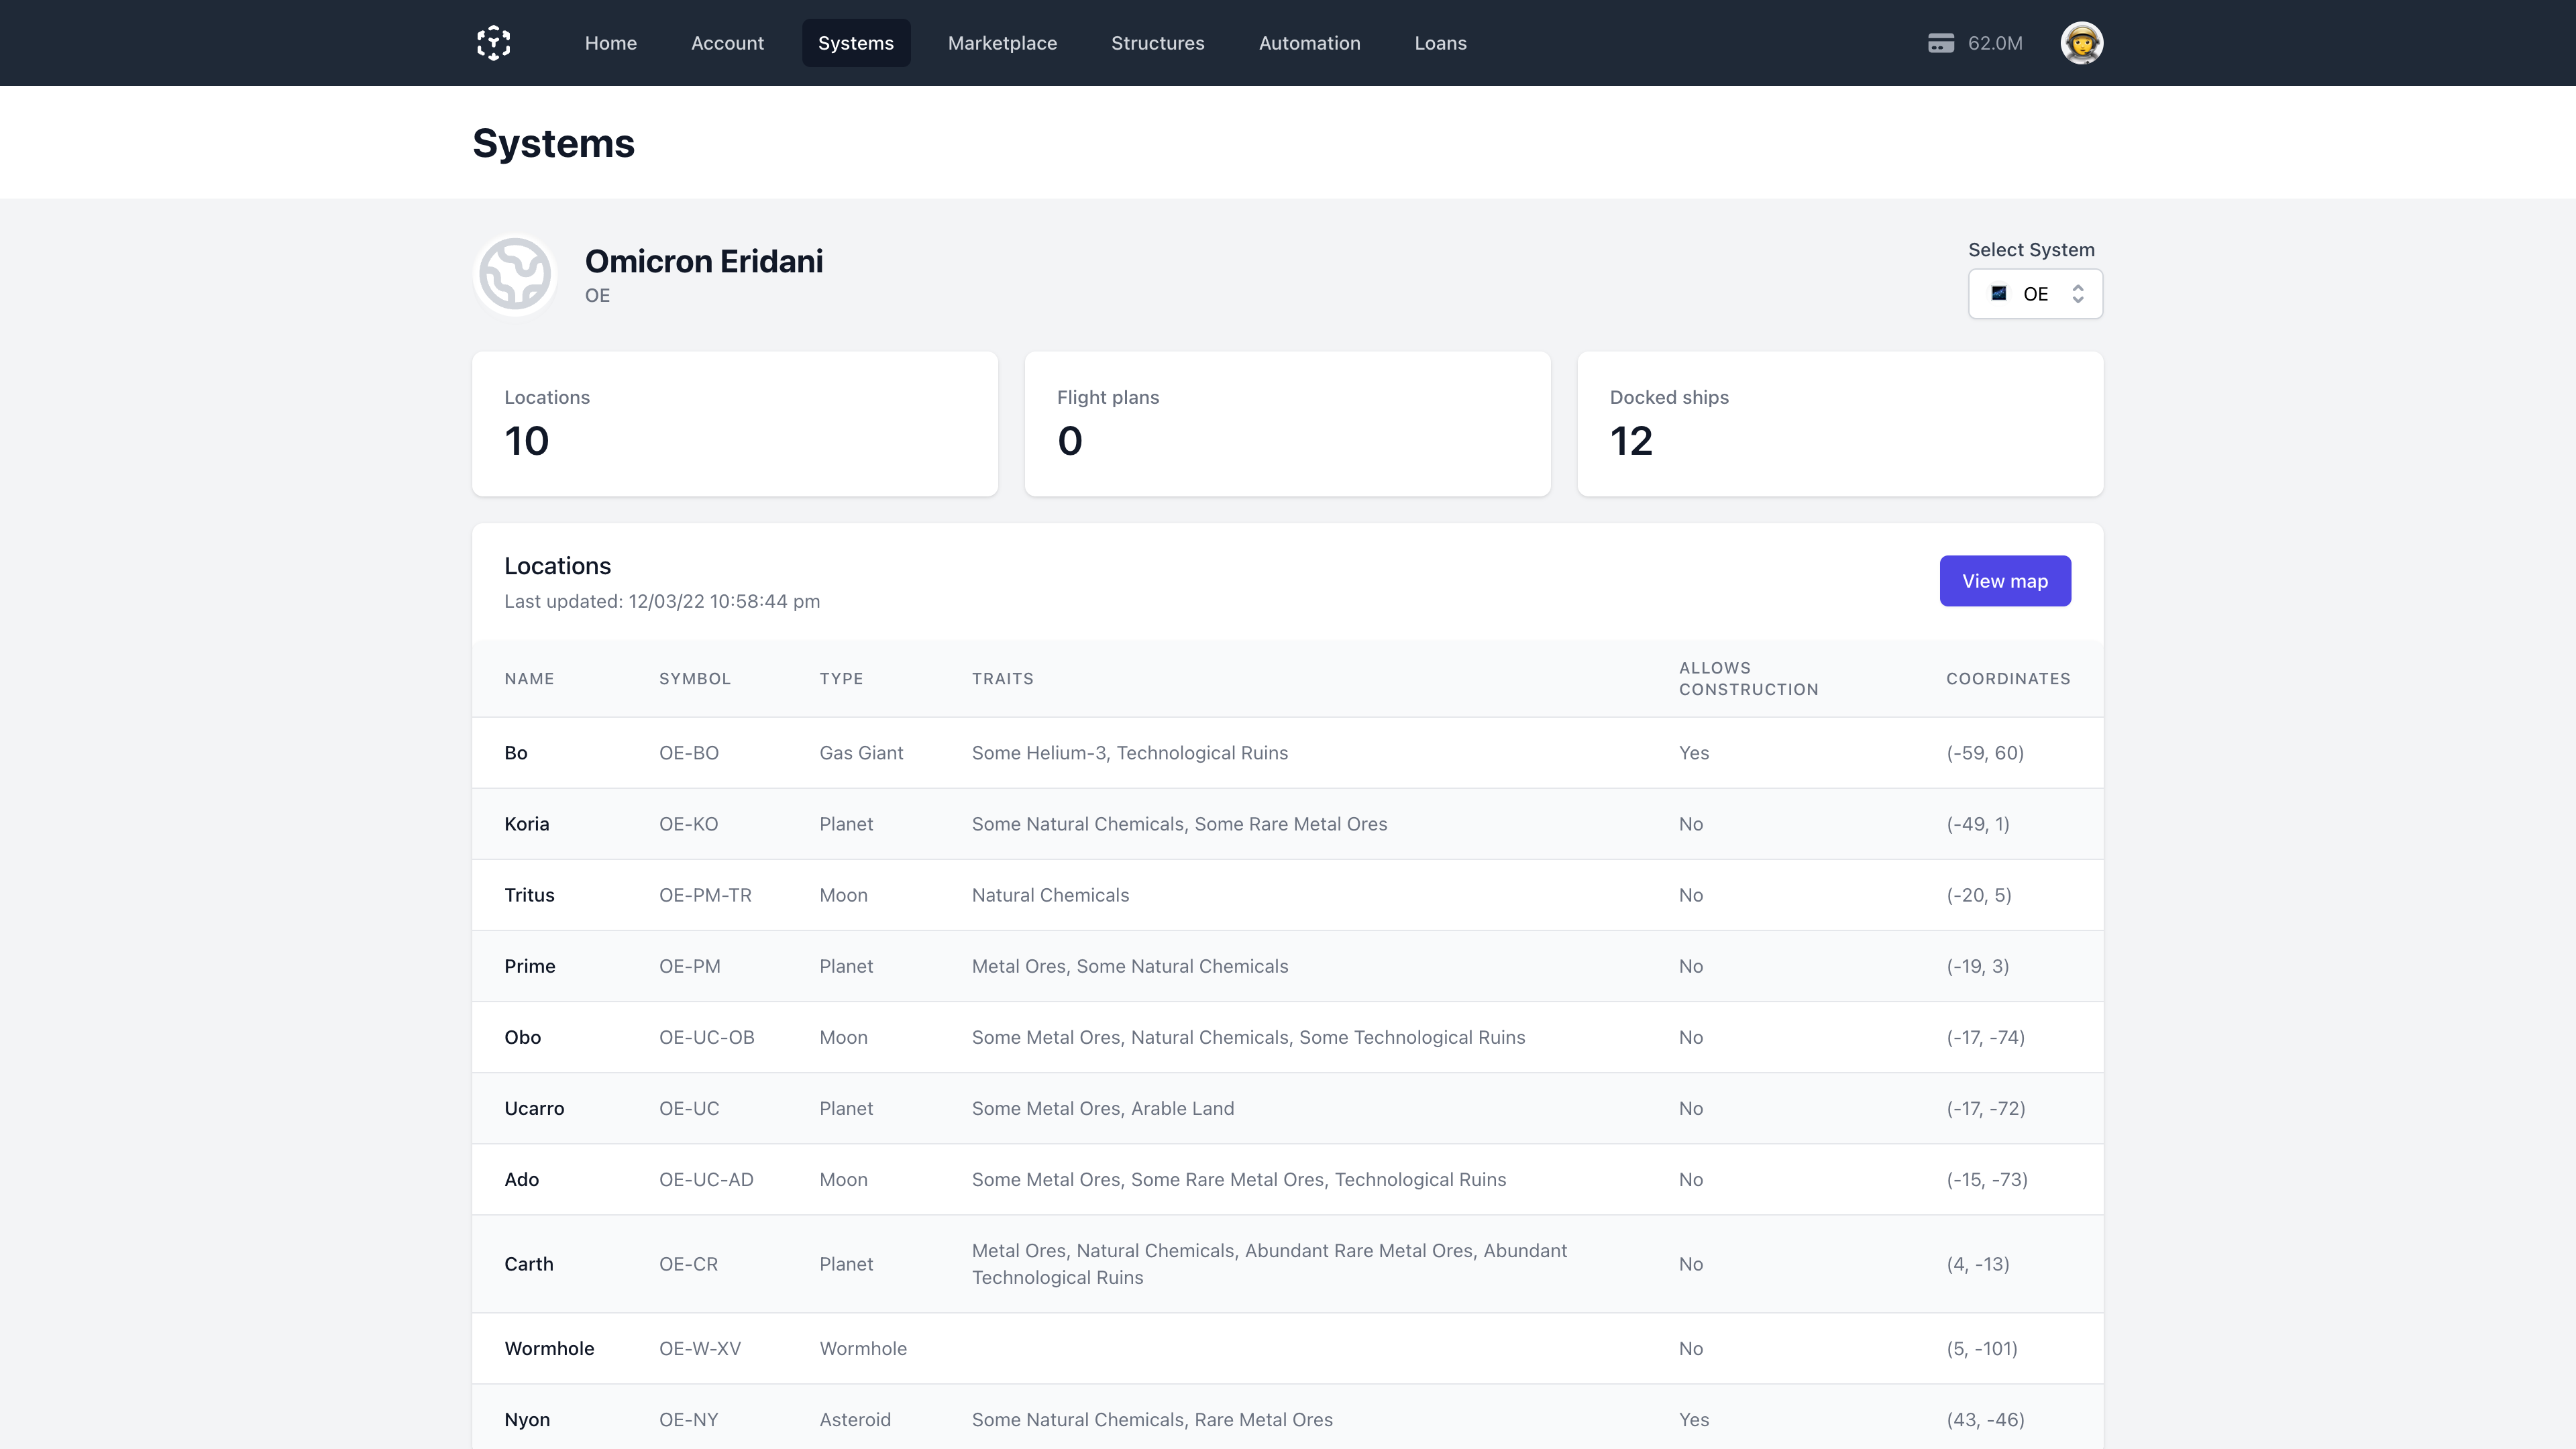 Home Account Systems Marketplace Structures Automation Loans 62.0M
Systems
Omicron Eridani
OE
Select System
OE
Locations
10
Flight plans
0
Docked ships
12
Locations
Last updated: 12/03/22 10:58:44 pm
View map
NAME SYMBOL TYPE TRAITS ALLOWS CONSTRUCTION COORDINATES
Bo OE-BO Gas Giant Some Helium-3, Technological Ruins Yes (-59, 60)
Koria OE-KO Planet Some Natural Chemicals, Some Rare Metal Ores No (-49, 1)
Tritus OE-PM-TR Moon Natural Chemicals No (-20, 5)
Prime OE-PM Planet Metal Ores, Some Natural Chemicals No (-19, 3)
Obo OE-UC-OB Moon Some Metal Ores, Natural Chemicals, Some Technological Ruins No (-17, -74)
Ucarro OE-UC Planet Some Metal Ores, Arable Land No (-17, -72)
Ado OE-UC-AD Moon Some Metal Ores, Some Rare Metal Ores, Technological Ruins No (-15, -73)
Carth OE-CR Planet Metal Ores, Natural Chemicals, Abundant Rare Metal Ores, Abundant
Technological Ruins No (4, -13)
Wormhole OE-W-XV Wormhole No (5, -101)
Nyon OE-NY Asteroid Some Natural Chemicals, Rare Metal Ores Yes (43, -46)